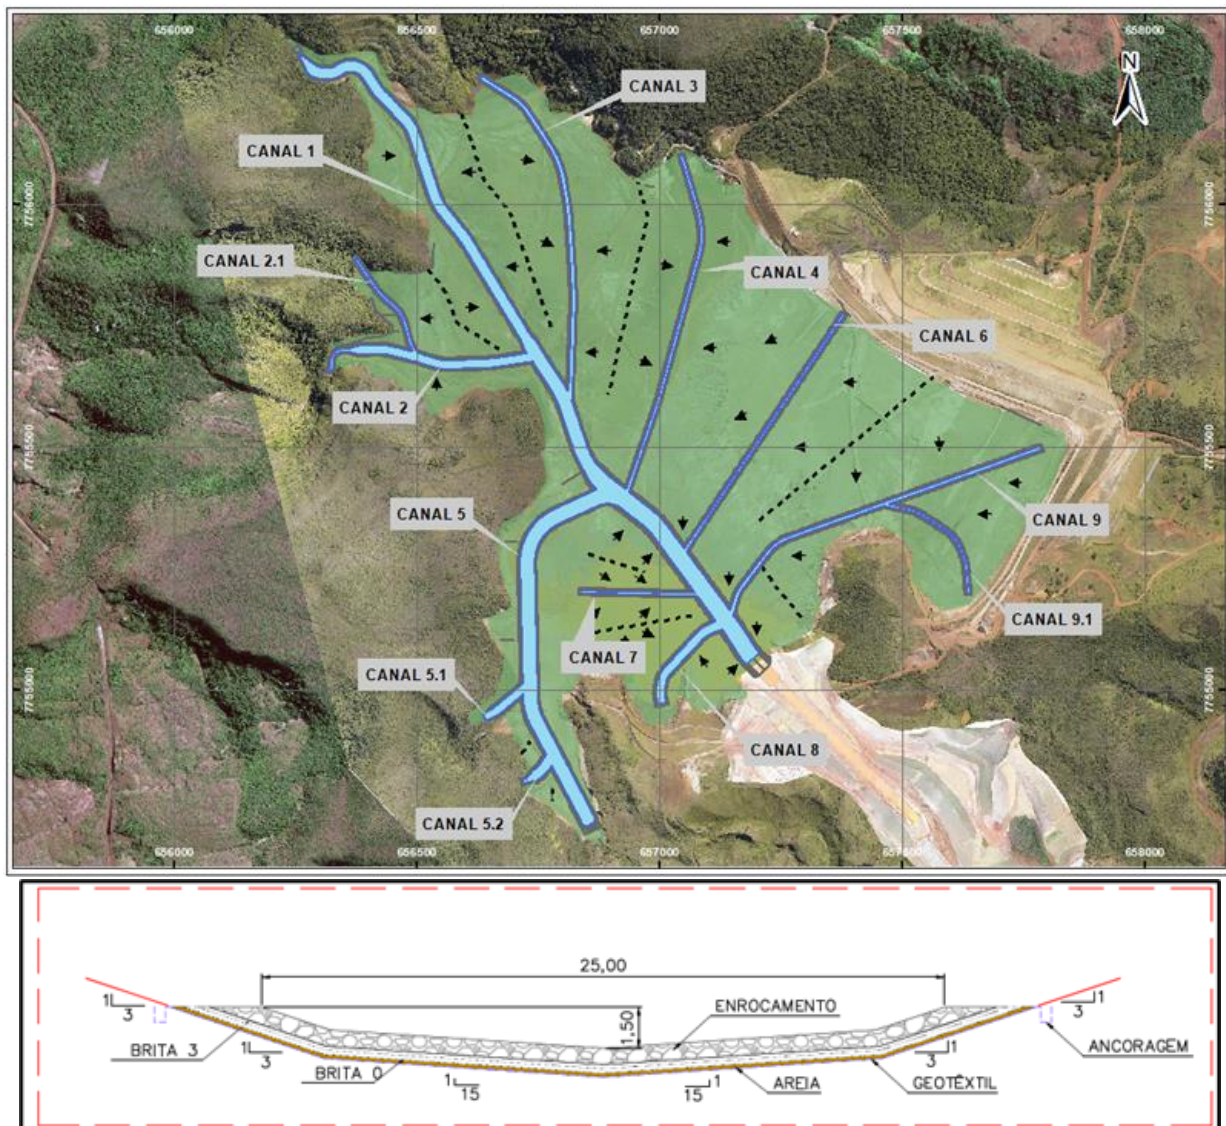 656000 656500 657000 657500 658000
N
CANAL 3
CANAL 1
7756000 7756000
CANAL 2.1
CANAL 4
CANAL 6
CANAL 2
7755500 7755500
CANAL 5
CANAL 9
CANAL 9.1
CANAL 7
CANAL 5.1
7755000 7755000
CANAL 8
CANAL 5.2
656000 656500 657000 657500 658000
25,00
1
3
1
3
1,50
ENROCAMENTO
BRITA 3
1
3
BRITA 0
1
15
1
15
AREIA
1
3
GEOTÊXTIL
ANCORAGEM